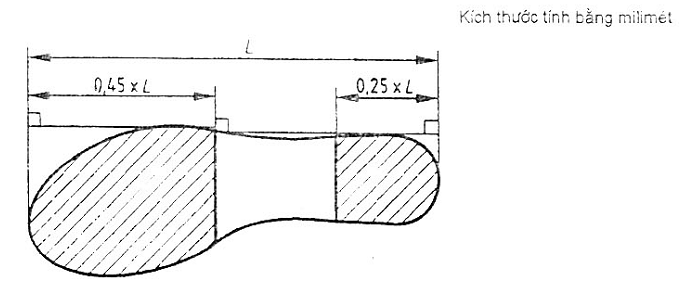 Kích thước tính bằng milimét
L
0,45 x L
0,25 x L